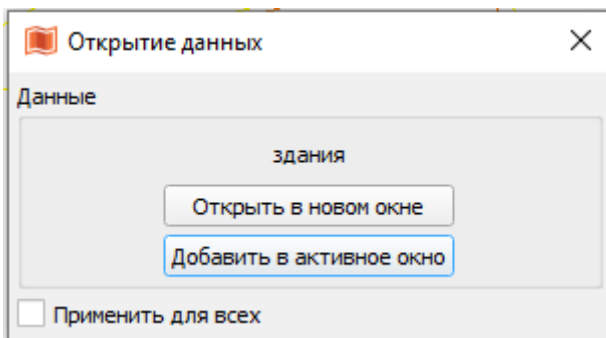 Открытие данных
Данные
здания
Открыть в новом окне
Добавить в активное окно
Применить для всех